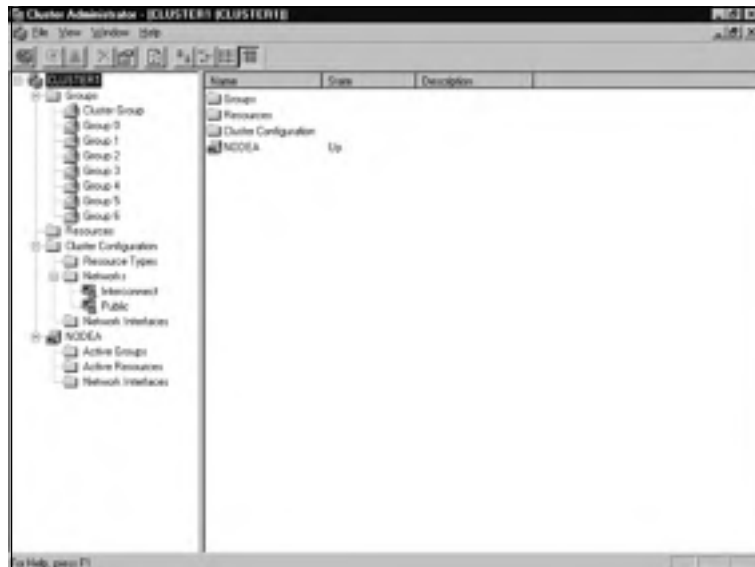 Cluster Administrator - [CLUSTER1 (CLUSTER1)]
File View Window Help
CLUSTER1
Groups
Cluster Group
Group 0
Group 1
Group 2
Group 3
Group 4
Group 5
Group 6
Resources
Cluster Configuration
Resource Types
Networks
Interconnect
Public
Network Interfaces
NODEA
Active Groups
Active Resources
Network Interfaces
Name State Description
Groups
Resources
Cluster Configuration
NODEA Up
For Help, press F1